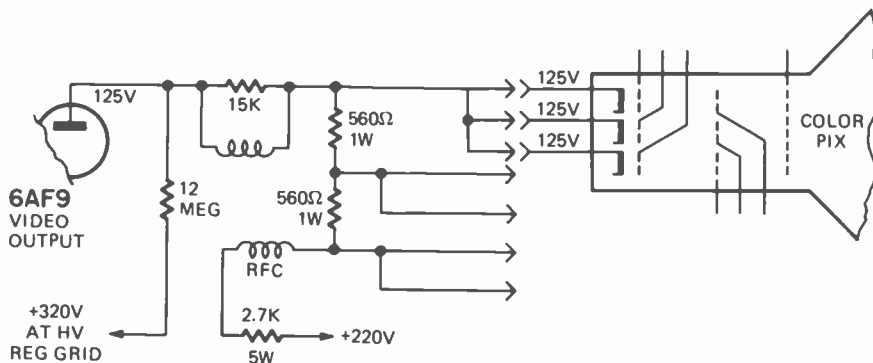 125V
15K
6AF9
VIDEO
OUTPUT
12
MEG
560Ω
1W
560Ω
1W
RFC
2.7K
5W
+220V
+320V
AT HV
REG GRID
125V
125V
125V
COLOR
PIX